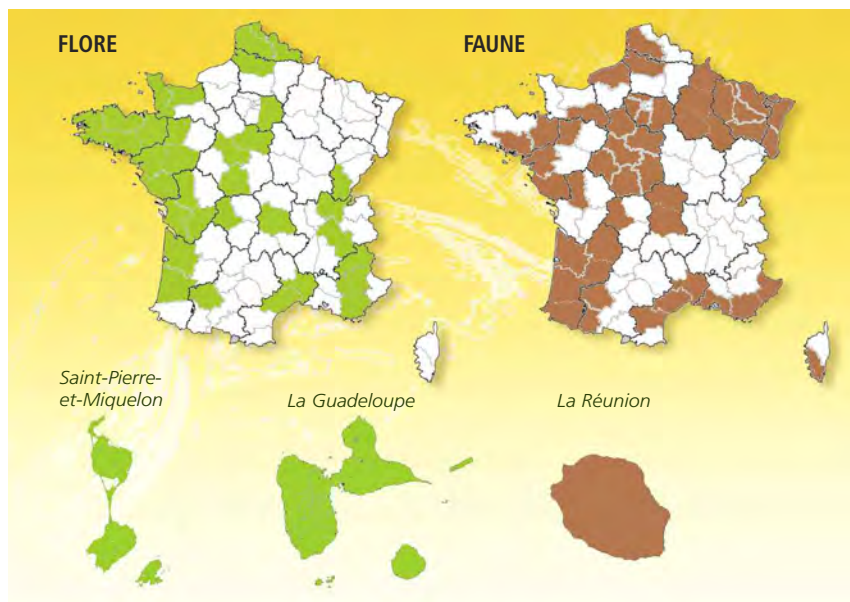 FLORE
FAUNE
Saint-Pierre-
et-Miquelon
La Guadeloupe
La Réunion